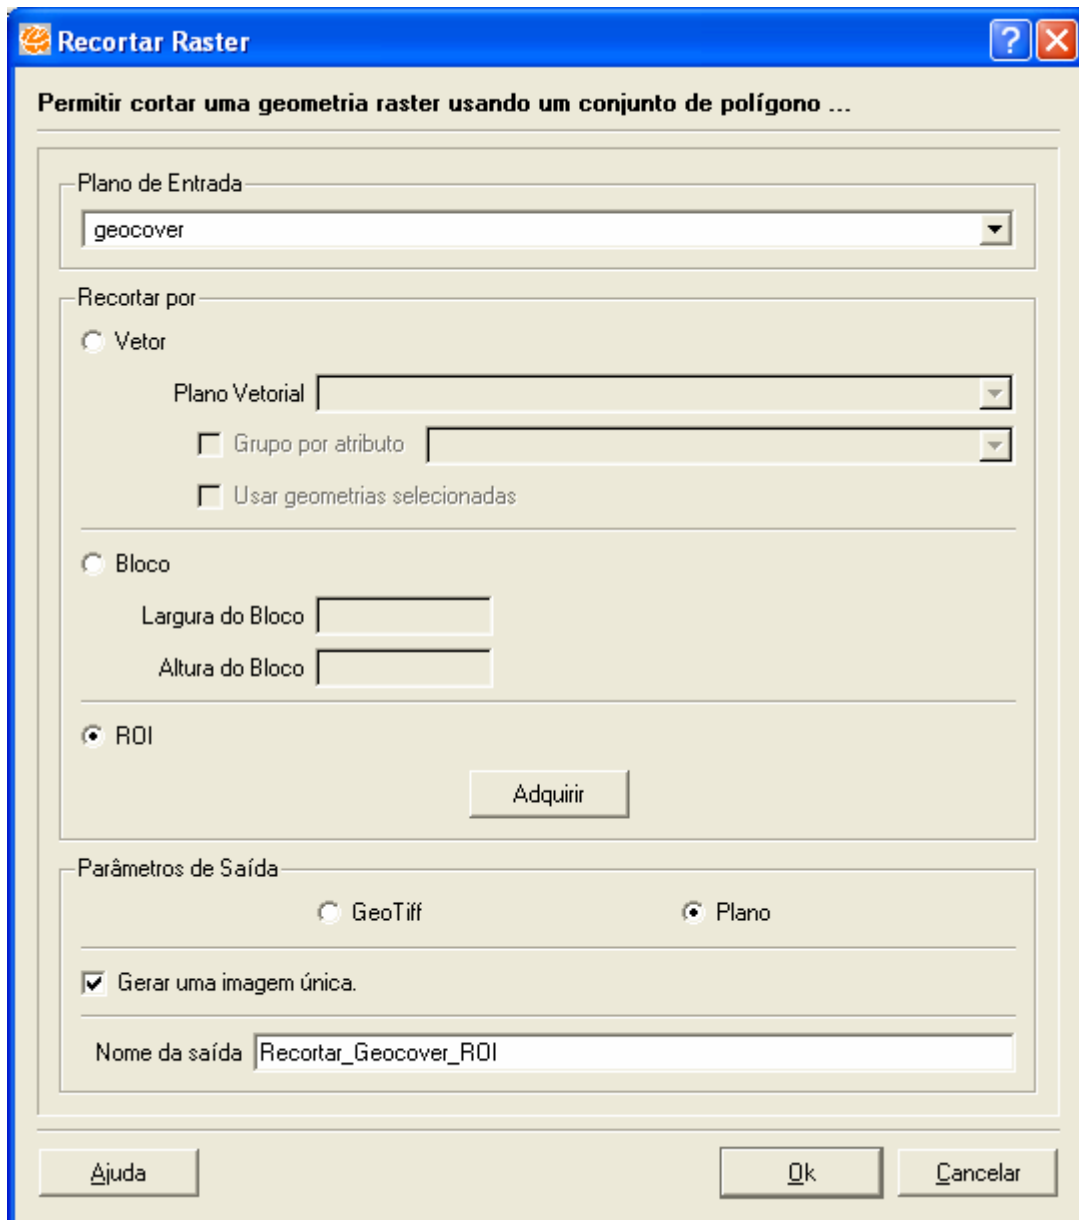 Recortar Raster
Permitir cortar uma geometria raster usando um conjunto de polígono ...
Plano de Entrada
geocover
Recortar por
Vetor
Plano Vetorial
Grupo por atributo
Usar geometrias selecionadas
Bloco
Largura do Bloco
Altura do Bloco
ROI
Adquirir
Parâmetros de Saída
GeoTiff Plano
Gerar uma imagem única.
Nome da saída Recortar_Geocover_ROI
Ajuda Ok Cancelar